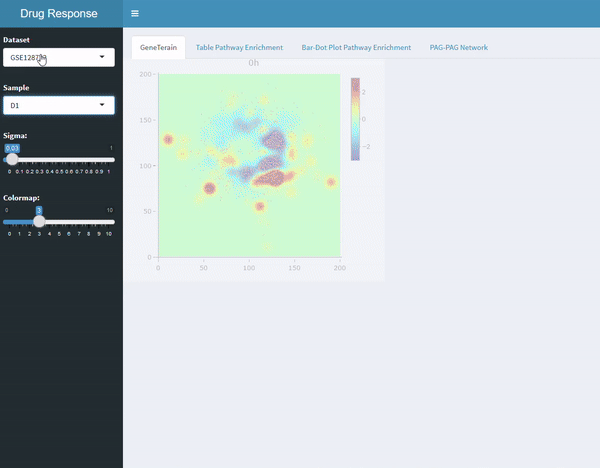 Drug Response
GeneTerain Table Pathway Enrichment Bar-Dot Plot Pathway Enrichment PAG-PAG Network
Dataset
Sample
D1
Sigma:
0.03 1
0 0.1 0.2 0.3 0.4 0.5 0.6 0.7 0.8 0.9 1
Colormap:
0 3 10
0 1 2 3 4 5 6 7 8 9 10
0h
200
150
100
50
0
0 50 100 150 200
2
0
−2